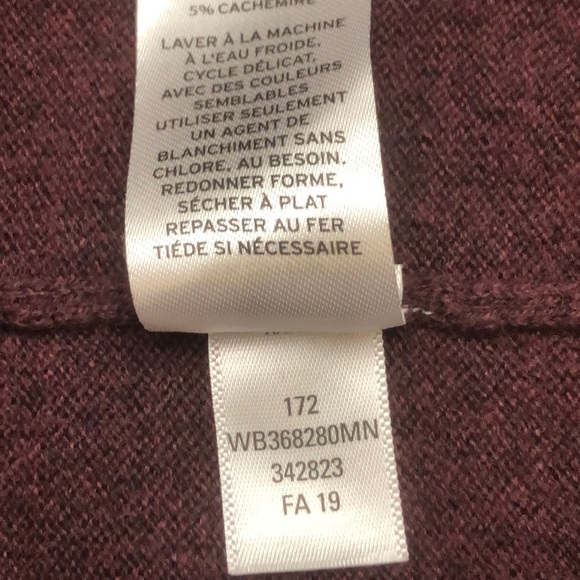 5% CACHEMIRE
LAVER À LA MACHINE
À L'EAU FROIDE,
CYCLE DÉLICAT,
AVEC DES COULEURS
SEMBLABLES
UTILISER SEULEMENT
UN AGENT DE
BLANCHIMENT SANS
CHLORE, AU BESOIN.
REDONNER FORME,
SÉCHER À PLAT
REPASSER AU FER
TIÉDE SI NÉCESSAIRE
172
WB368280MN
342823
FA 19